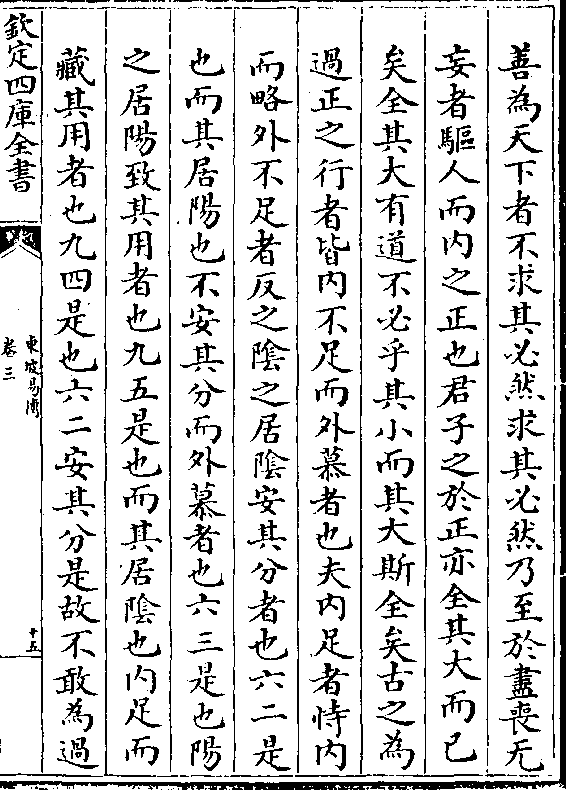 善為天下者不求其必然求其必然乃至於盡喪无
妄者驅人而内之正也君子之於正亦全其大而已
矣全其大有道不必乎其小而其大斯全矣古之為
過正之行者皆内不足而外慕者也夫内足者恃内
而略外不足者反之陰之居陰安其分者也六二是
也而其居陽也不安其分而外慕者也六三是也陽
之居陽致其用者也九五是也而其居陰也内足而
藏其用者也九四是也六二安其分是故不敢為過
欽定四庫全書
東坡易傳
卷三
十五